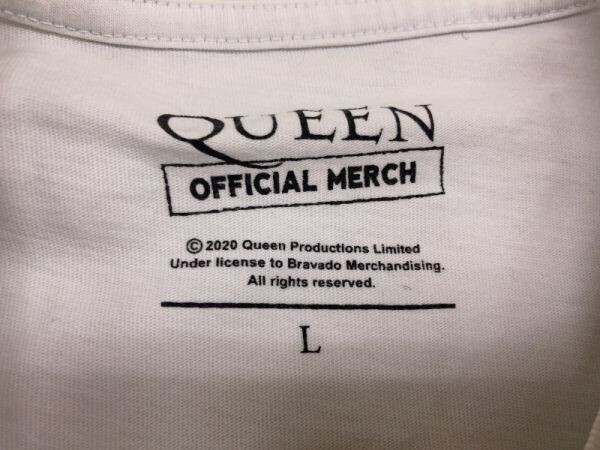 QUEEN
OFFICIAL MERCH
© 2020 Queen Productions Limited
Under license to Bravado Merchandising.
All rights reserved.
L